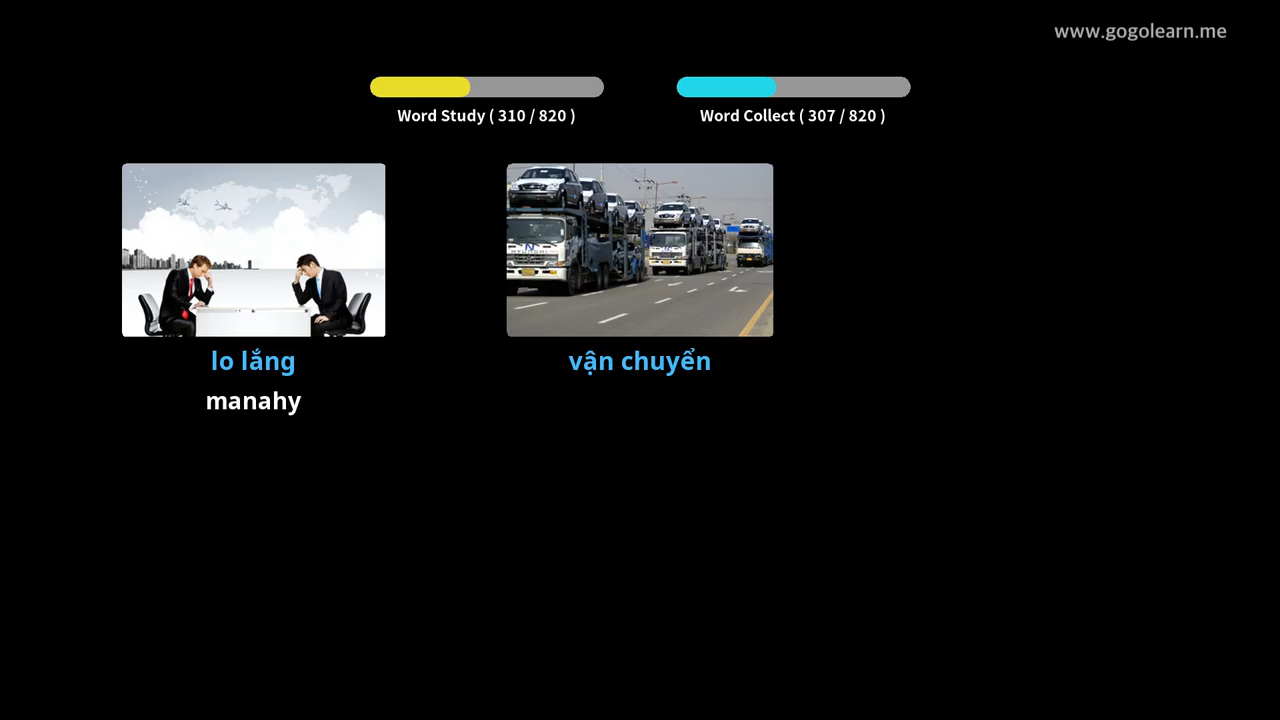 www.gogolearn.me
Word Study ( 310 / 820 )
Word Collect ( 307 / 820 )
lo lắng
vận chuyển
manahy